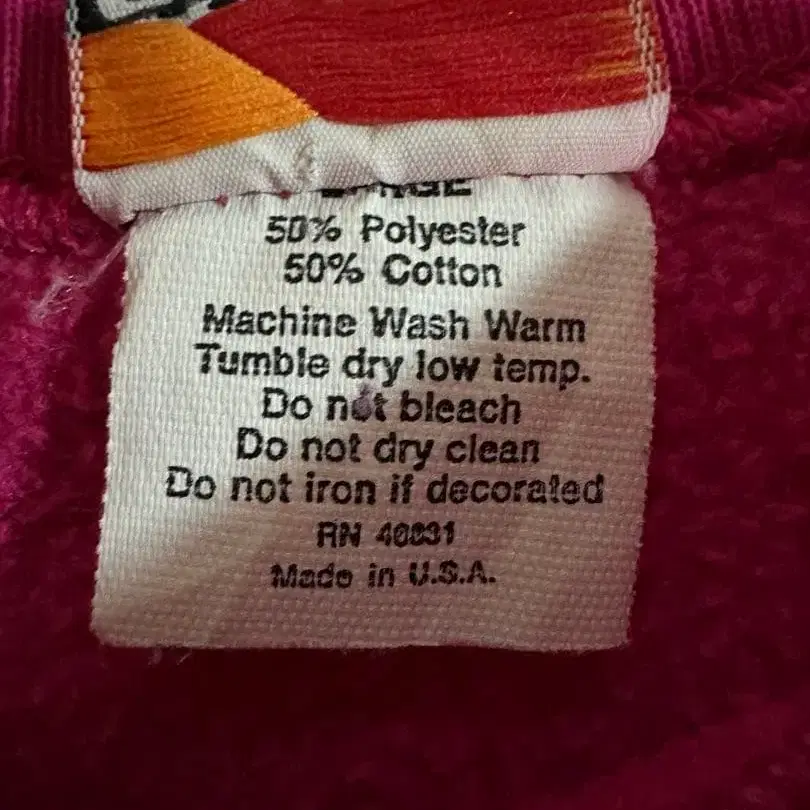 50% Polyester
50% Cotton
Machine Wash Warm
Tumble dry low temp.
Do not bleach
Do not dry clean
Do not iron if decorated
RN
Made in U.S.A.